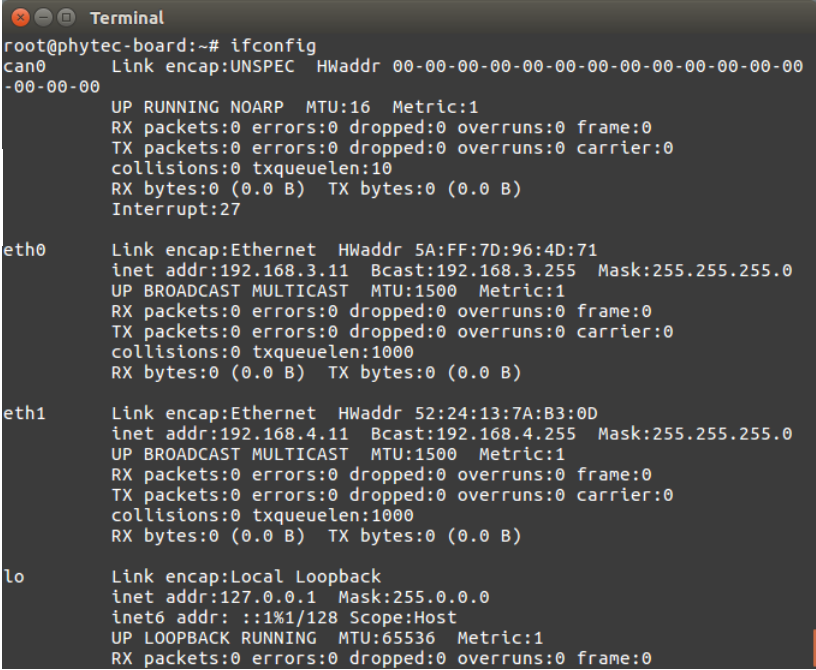 Terminal
root@phytec-board:~# ifconfig
can0      Link encap:UNSPEC  HWaddr 00-00-00-00-00-00-00-00-00-00-00-00-00
-00-00-00
          UP RUNNING NOARP  MTU:16  Metric:1
          RX packets:0 errors:0 dropped:0 overruns:0 frame:0
          TX packets:0 errors:0 dropped:0 overruns:0 carrier:0
          collisions:0 txqueuelen:10
          RX bytes:0 (0.0 B)  TX bytes:0 (0.0 B)
          Interrupt:27
eth0      Link encap:Ethernet  HWaddr 5A:FF:7D:96:4D:71
          inet addr:192.168.3.11  Bcast:192.168.3.255  Mask:255.255.255.0
          UP BROADCAST MULTICAST  MTU:1500  Metric:1
          RX packets:0 errors:0 dropped:0 overruns:0 frame:0
          TX packets:0 errors:0 dropped:0 overruns:0 carrier:0
          collisions:0 txqueuelen:1000
          RX bytes:0 (0.0 B)  TX bytes:0 (0.0 B)
eth1      Link encap:Ethernet  HWaddr 52:24:13:7A:B3:0D
          inet addr:192.168.4.11  Bcast:192.168.4.255  Mask:255.255.255.0
          UP BROADCAST MULTICAST  MTU:1500  Metric:1
          RX packets:0 errors:0 dropped:0 overruns:0 frame:0
          TX packets:0 errors:0 dropped:0 overruns:0 carrier:0
          collisions:0 txqueuelen:1000
          RX bytes:0 (0.0 B)  TX bytes:0 (0.0 B)
lo        Link encap:Local Loopback
          inet addr:127.0.0.1  Mask:255.0.0.0
          inet6 addr: ::1%1/128 Scope:Host
          UP LOOPBACK RUNNING  MTU:65536  Metric:1
          RX packets:0 errors:0 dropped:0 overruns:0 frame:0